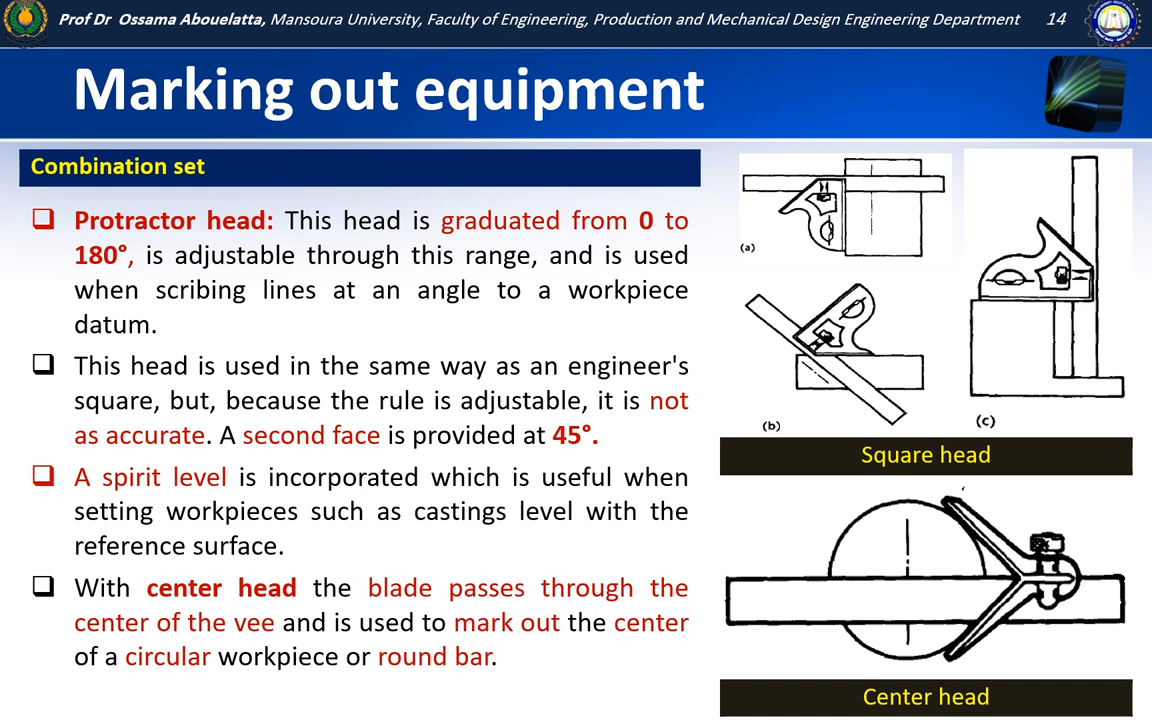 Prof Dr Ossama Abouelatta, Mansoura University, Faculty of Engineering, Production and Mechanical Design Engineering Department 14
Marking out equipment
Combination set
❑ Protractor head: This head is graduated from 0 to
180°, is adjustable through this range, and is used
when scribing lines at an angle to a workpiece
datum.
❑ This head is used in the same way as an engineer's
square, but, because the rule is adjustable, it is not
as accurate. A second face is provided at 45°.
❑ A spirit level is incorporated which is useful when
setting workpieces such as castings level with the
reference surface.
❑ With center head the blade passes through the
center of the vee and is used to mark out the center
of a circular workpiece or round bar.
(a)
(b)
(c)
Square head
Center head